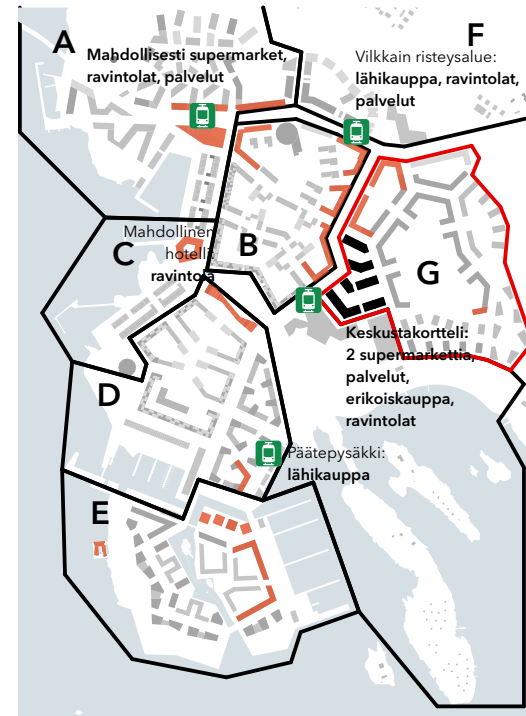 A
Mahdollisesti supermarket,
ravintolat, palvelut
F
Vilkkain risteysalue:
lähikauppa, ravintolat,
palvelut
Mahdollinen
hotelli:
ravintola
C
B
G
Keskustakortteli:
2 supermarkettia,
palvelut,
erikoiskauppa,
ravintolat
D
Päätepysäkki:
lähikauppa
E